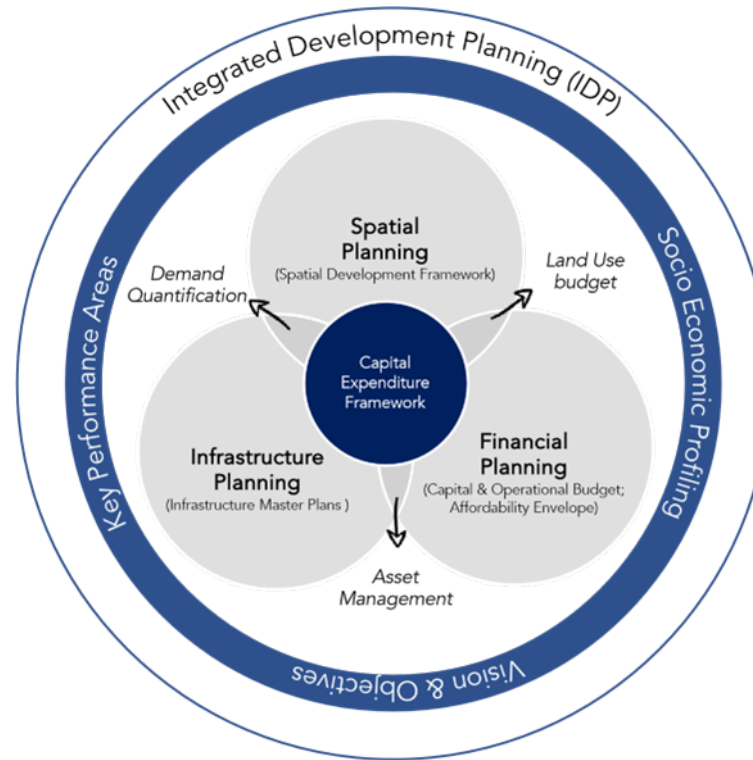 Integrated Development Planning (IDP)
Key Performance Areas
Socio Economic Profiling
Vision & Objectives
Spatial
Planning
(Spatial Development Framework)
Demand
Quantification
Land Use
budget
Capital
Expenditure
Framework
Infrastructure
Planning
(Infrastructure Master Plans )
Financial
Planning
(Capital & Operational Budget;
Affordability Envelope)
Asset
Management